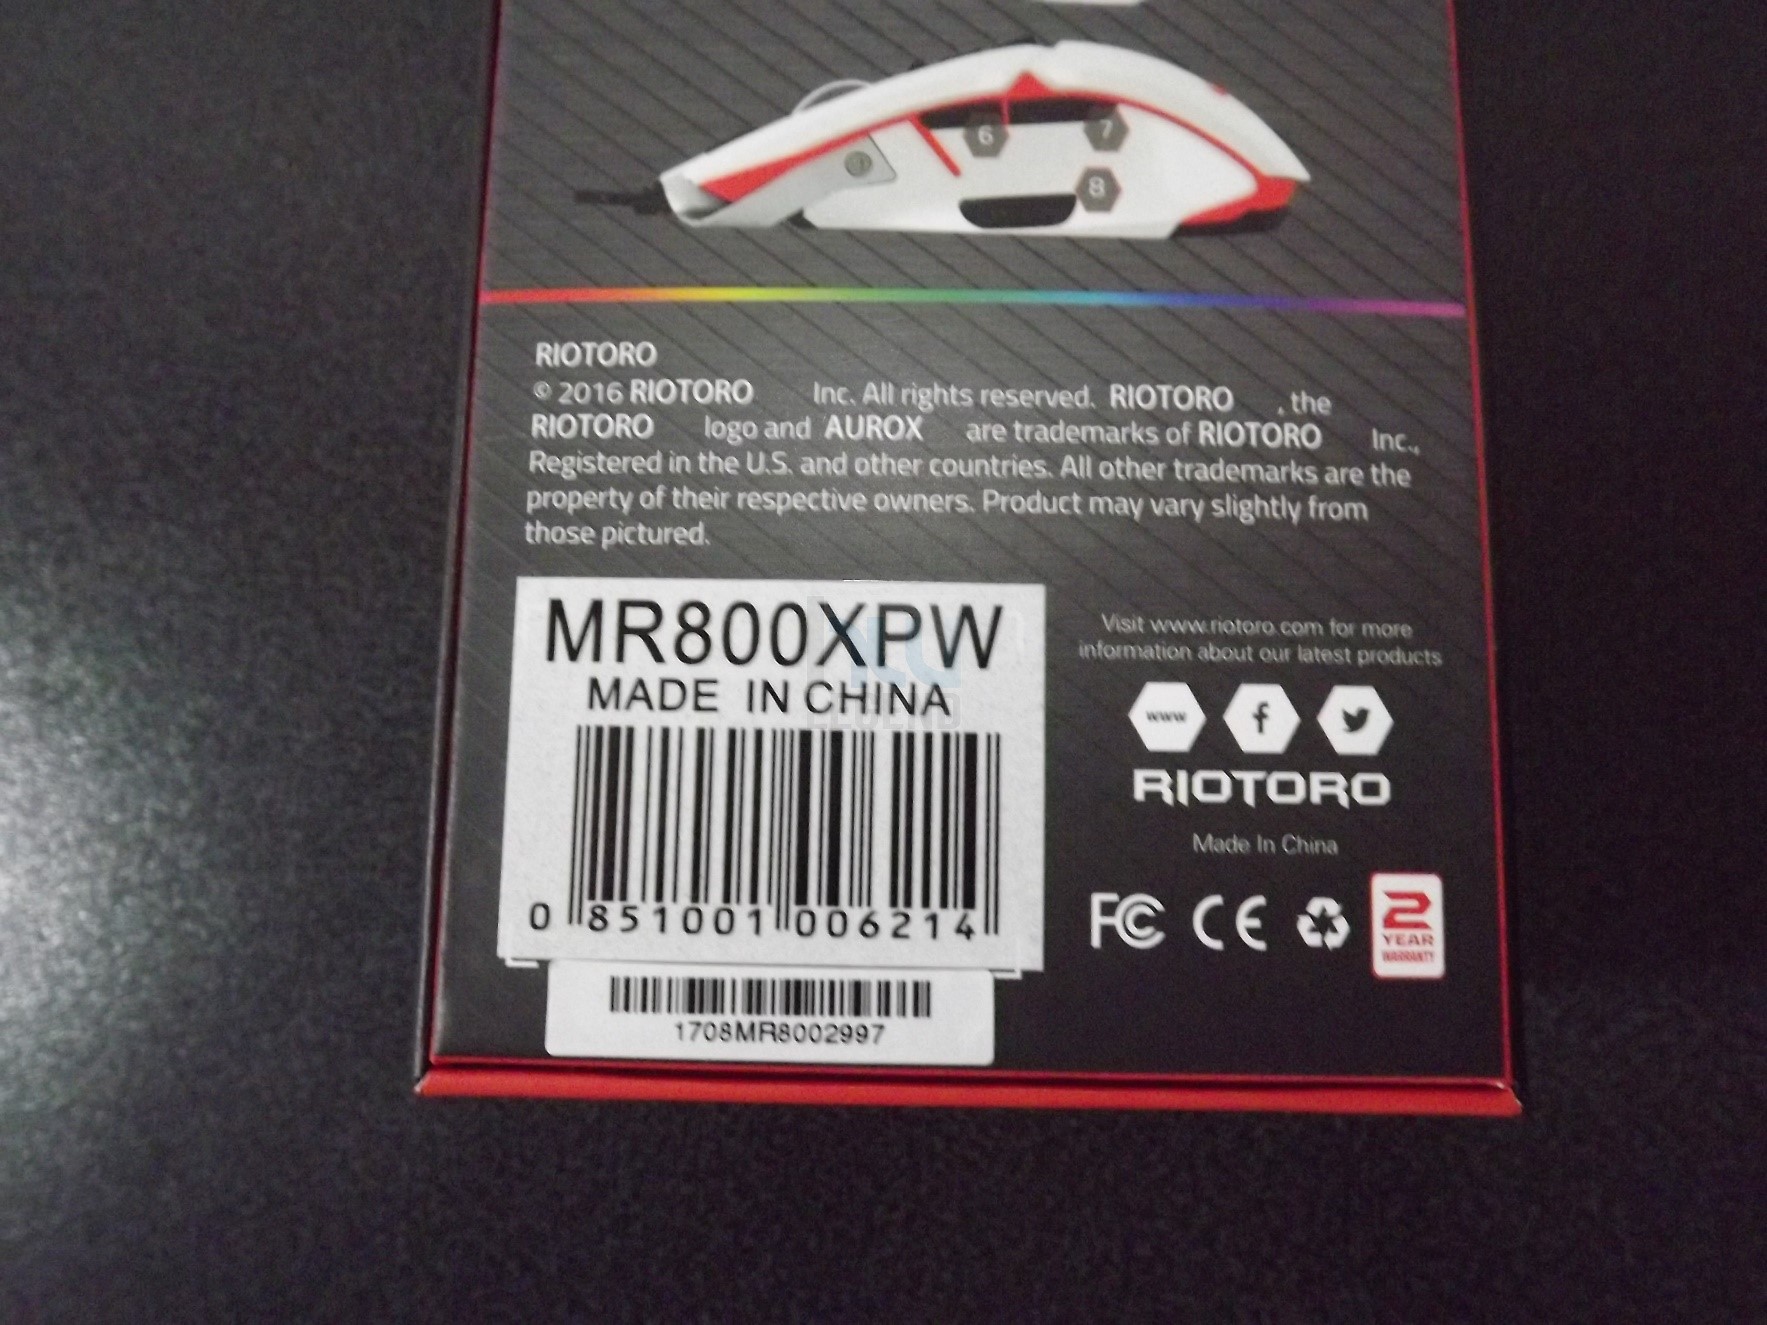 6
7
8
RIOTORO
© 2016 RIOTORO Inc. All rights reserved. RIOTORO , the
RIOTORO logo and AUROX are trademarks of RIOTORO Inc.,
Registered in the U.S. and other countries. All other trademarks are the
property of their respective owners. Product may vary slightly from
those pictured.
MR800XPW
MADE IN CHINA
0 851001 006214
1708MR8002997
Visit www.riotoro.com for more
information about our latest products
www
f
RIOTORO
Made In China
FC CE
2
YEAR
WARRANTY